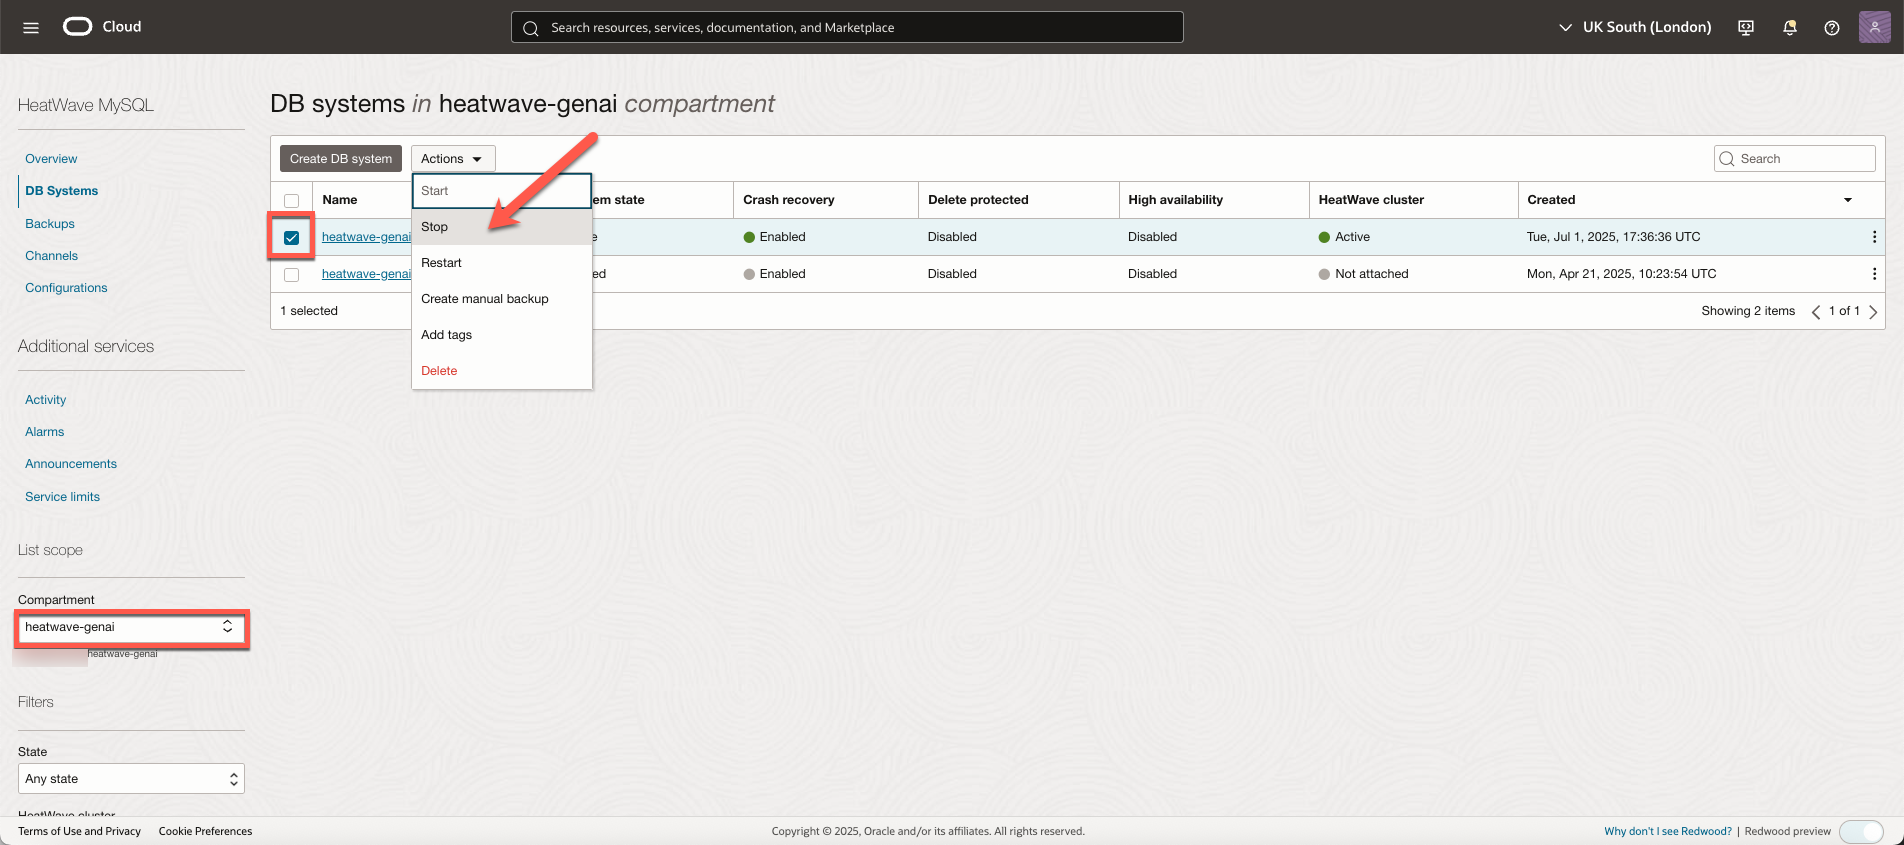 Cloud
Search resources, services, documentation, and Marketplace
UK South (London)
HeatWave MySQL
Overview
DB Systems
Backups
Channels
Configurations
Additional services
Activity
Alarms
Announcements
Service limits
List scope
Compartment
heatwave-genai
heatwave-genai
Filters
State
Any state
HeatWave cluster
DB systems in heatwave-genai compartment
Create DB system Actions Search
Start
Stop
Restart
Create manual backup
Add tags
Delete
Name em state Crash recovery Delete protected High availability HeatWave cluster Created
heatwave-genai e Enabled Disabled Disabled Active Tue, Jul 1, 2025, 17:36:36 UTC
heatwave-genai ed Enabled Disabled Disabled Not attached Mon, Apr 21, 2025, 10:23:54 UTC
1 selected Showing 2 items 1 of 1
Terms of Use and Privacy Cookie Preferences Copyright © 2025, Oracle and/or its affiliates. All rights reserved. Why don't I see Redwood? | Redwood preview